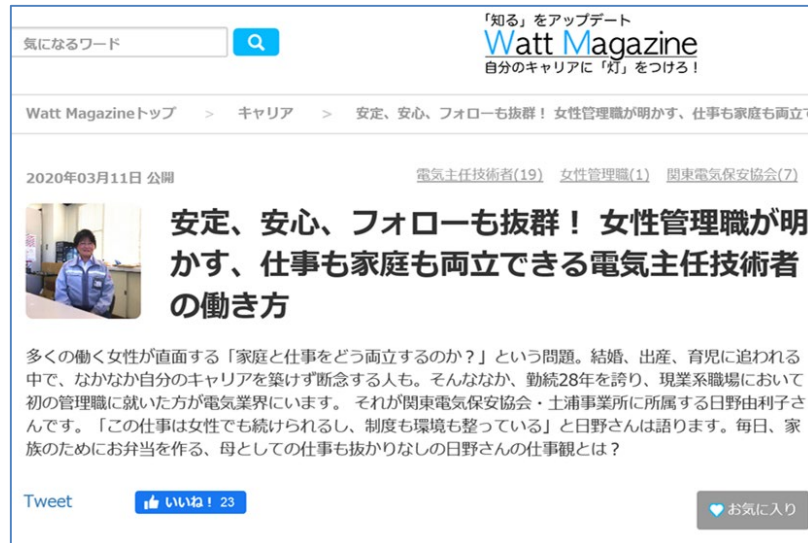 気になるワード
「知る」をアップデート
Watt Magazine
自分のキャリアに「灯」をつけろ！
Watt Magazineトップ > キャリア > 安定、安心、フォローも抜群！ 女性管理職が明かす、仕事も家庭も両立で
2020年03月11日 公開
電気主任技術者(19) 女性管理職(1) 関東電気保安協会(7)
安定、安心、フォローも抜群！ 女性管理職が明
かす、仕事も家庭も両立できる電気主任技術者
の働き方
多くの働く女性が直面する「家庭と仕事をどう両立するのか？」という問題。結婚、出産、育児に追われる
中で、なかなか自分のキャリアを築けず断念する人も。そんななか、勤続28年を誇り、現業系職場において
初の管理職に就いた方が電気業界にいます。 それが関東電気保安協会・土浦事業所に所属する日野由利子さ
んです。「この仕事は女性でも続けられるし、制度も環境も整っている」と日野さんは語ります。毎日、家
族のためにお弁当を作る、母としての仕事も抜かりなしの日野さんの仕事観とは？
Tweet
いいね！ 23
お気に入り